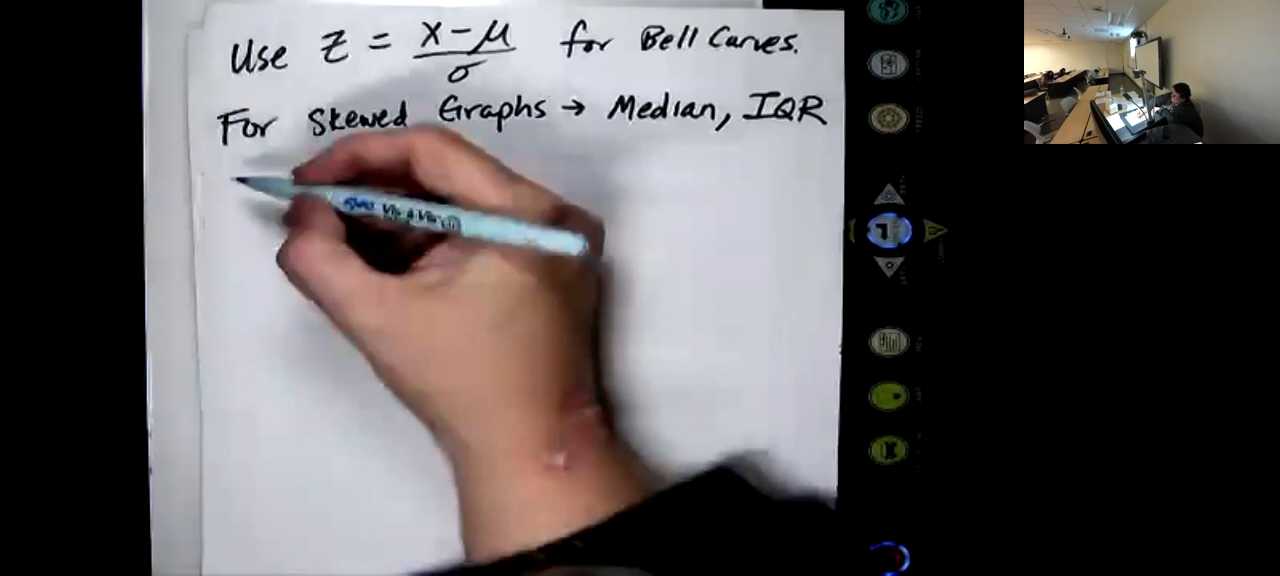 Use z = x-μ/σ for Bell Curves.
For Skewed Graphs → Median, IQR